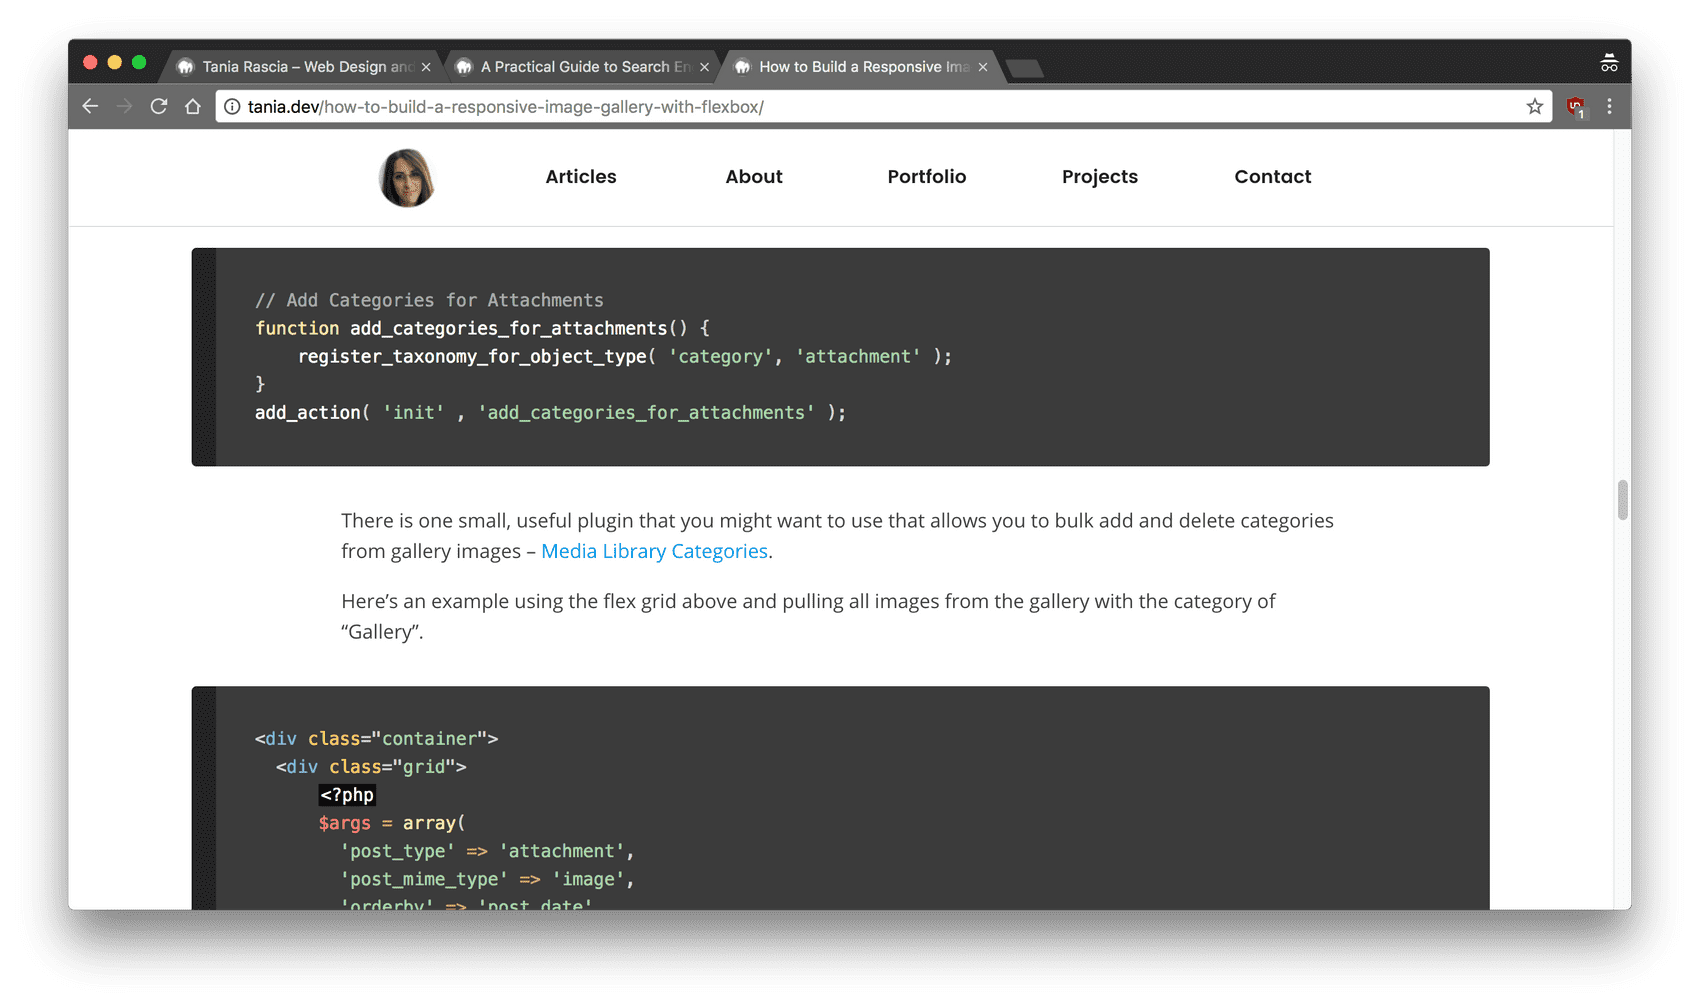 Tania Rascia – Web Design and
A Practical Guide to Search En
How to Build a Responsive Ima
tania.dev/how-to-build-a-responsive-image-gallery-with-flexbox/
1
Articles About Portfolio Projects Contact
// Add Categories for Attachments
function add_categories_for_attachments() {
    register_taxonomy_for_object_type( 'category', 'attachment' );
}
add_action( 'init' , 'add_categories_for_attachments' );
There is one small, useful plugin that you might want to use that allows you to bulk add and delete categories
from gallery images – Media Library Categories.
Here’s an example using the flex grid above and pulling all images from the gallery with the category of
“Gallery”.
<div class="container">
  <div class="grid">
      <?php
      $args = array(
        'post_type' => 'attachment',
        'post_mime_type' => 'image',
        'orderby' => 'post_date'